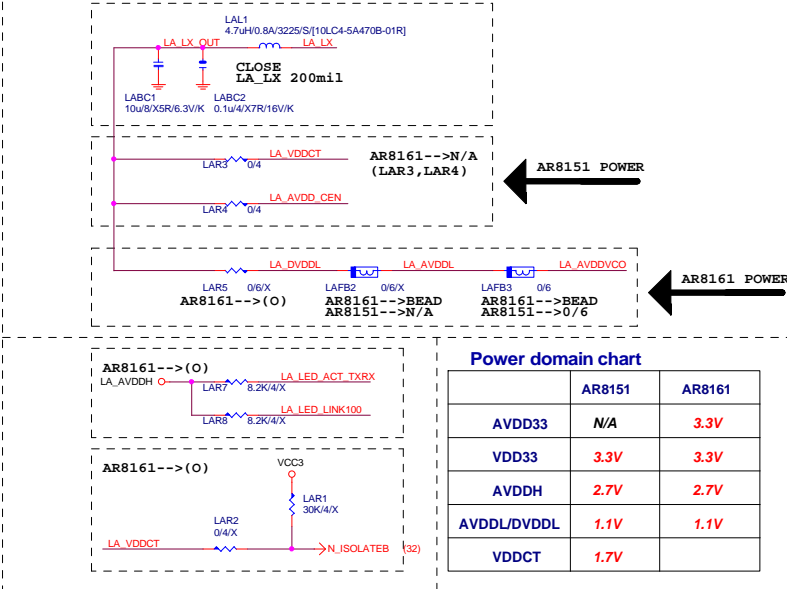 LAL1
4.7uH/0.8A/3225/S/[10LC4-5A470B-01R]
LA_LX_OUT
LA_LX
CLOSE
LA_LX 200mil
LABC1
10u/8/X5R/6.3V/K
LABC2
0.1u/4/X7R/16V/K
LA_VDDCT
LAR3
0/4
AR8161-->N/A
(LAR3,LAR4)
AR8151 POWER
LA_AVDD_CEN
LAR4
0/4
LA_DVDDL
LA_AVDDL
LA_AVDDVCO
LAR5
0/6/X
LAFB2
0/6/X
LAFB3
0/6
AR8161 POWER
AR8161-->(O)
AR8161-->BEAD
AR8151-->N/A
AR8161-->BEAD
AR8151-->0/6
AR8161-->(O)
LA_AVDDH
LA_LED_ACT_TXRX
LAR7
8.2K/4/X
LA_LED_LINK100
LAR8
8.2K/4/X
AR8161-->(O)
VCC3
LAR1
30K/4/X
LAR2
0/4/X
LA_VDDCT
N_ISOLATEB
(32)
Power domain chart
AR8151 AR8161
AVDD33 N/A 3.3V
VDD33 3.3V 3.3V
AVDDH 2.7V 2.7V
AVDDL/DVDDL 1.1V 1.1V
VDDCT 1.7V